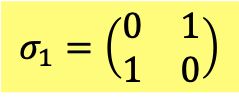 σ₁ = (0 1
1 0)